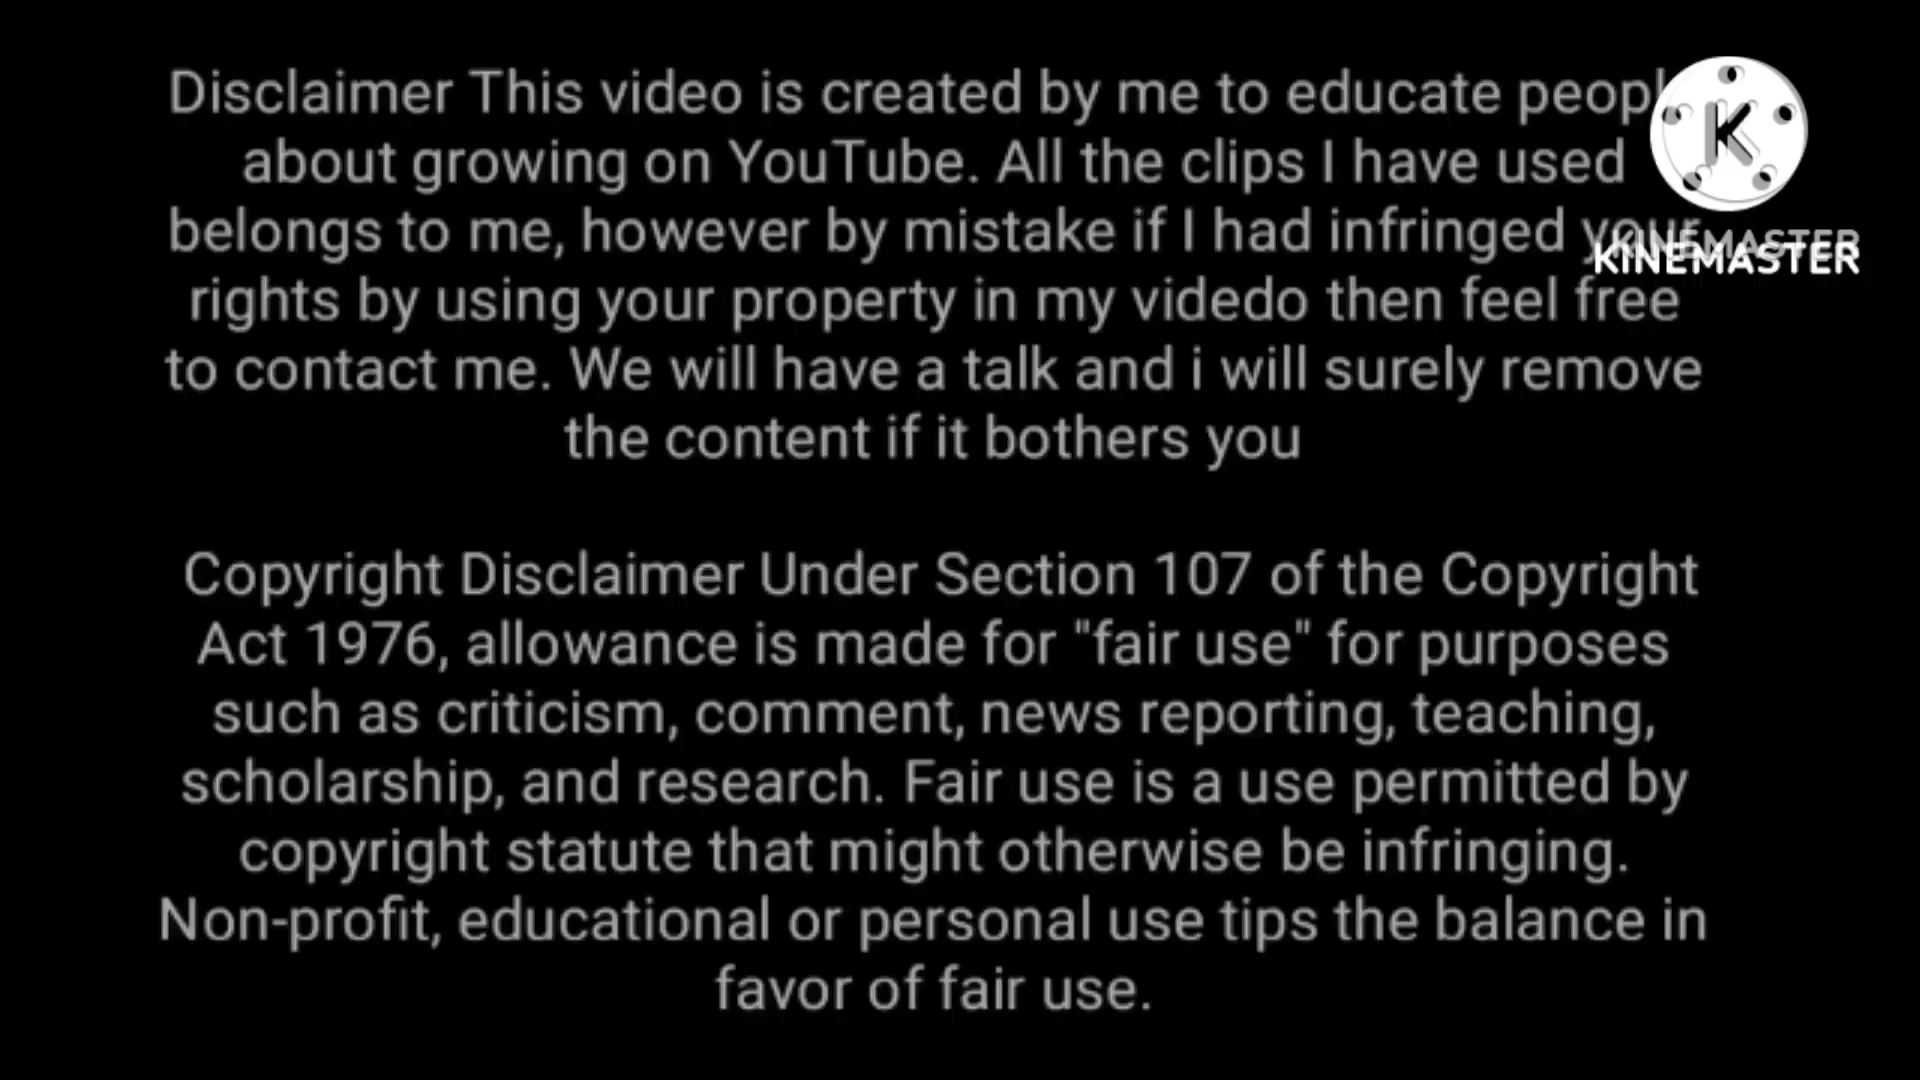 Disclaimer This video is created by me to educate
about growing on YouTube. All the clips I have used
belongs to me, however by mistake if I had infringed your
rights by using your property in my videdo then feel free
to contact me. We will have a talk and i will surely remove
the content if it bothers you
Copyright Disclaimer Under Section 107 of the Copyright
Act 1976, allowance is made for "fair use" for purposes
such as criticism, comment, news reporting, teaching,
scholarship, and research. Fair use is a use permitted by
copyright statute that might otherwise be infringing.
Non-profit, educational or personal use tips the balance in
favor of fair use.
K
KINEMASTER
KINEMASTER